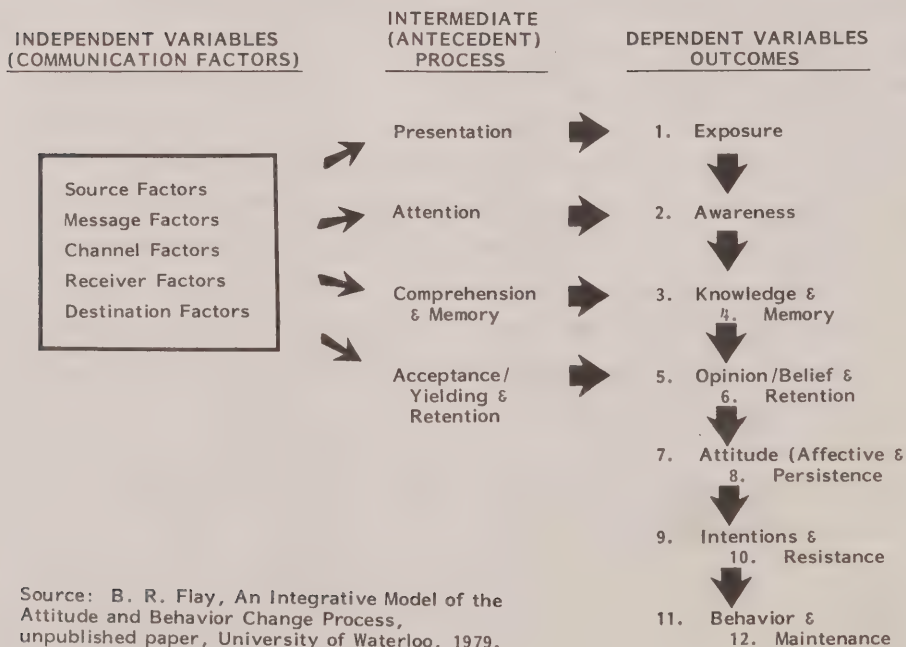 INDEPENDENT VARIABLES
(COMMUNICATION FACTORS)
INTERMEDIATE
(ANTECEDENT)
PROCESS
DEPENDENT VARIABLES
OUTCOMES
Source Factors
Message Factors
Channel Factors
Receiver Factors
Destination Factors
Presentation
Attention
Comprehension
& Memory
Acceptance/
Yielding &
Retention
1. Exposure
2. Awareness
3. Knowledge &
4. Memory
5. Opinion/Belief &
6. Retention
7. Attitude (Affective &
8. Persistence
9. Intentions &
10. Resistance
11. Behavior &
12. Maintenance
Source: B. R. Flay, An Integrative Model of the
Attitude and Behavior Change Process,
unpublished paper, University of Waterloo, 1979.